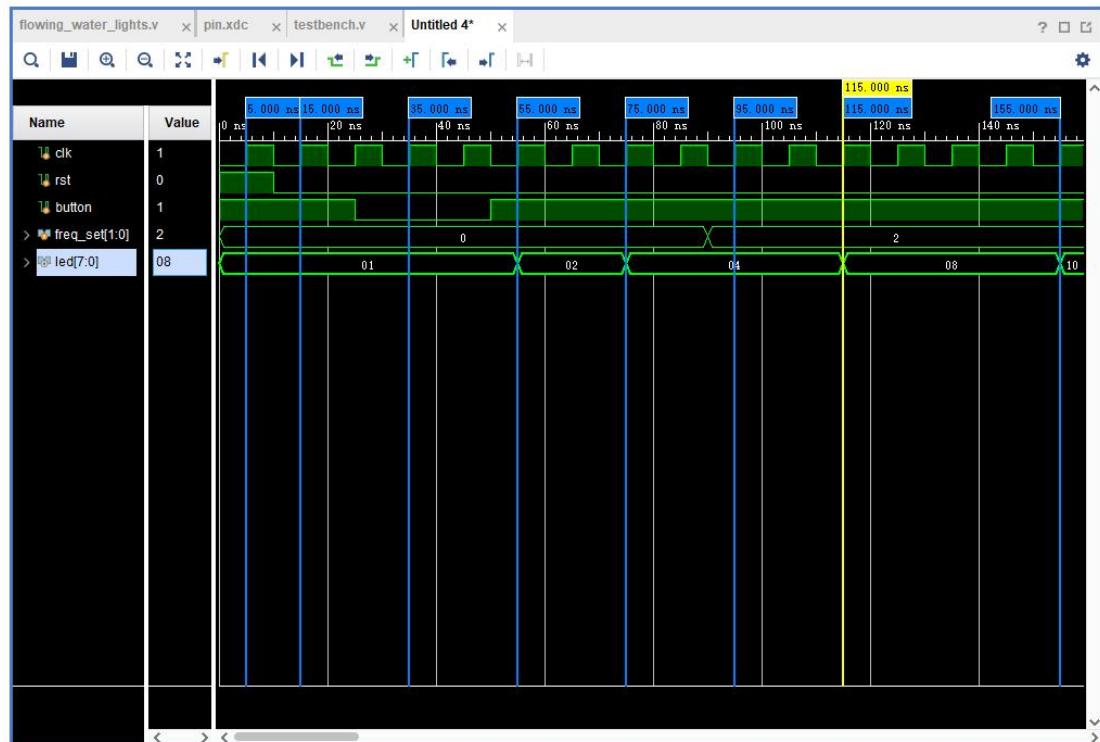 flowing_water_lights.v × pin.xdc × testbench.v × Untitled 4* ×
115.000 ns
5.000 ns 15.000 ns 35.000 ns 55.000 ns 75.000 ns 95.000 ns 115.000 ns 155.000 ns
Name Value
0 ns 20 ns 40 ns 60 ns 80 ns 100 ns 120 ns 140 ns
clk 1
rst 0
button 1
freq_set[1:0] 2 0 2
led[7:0] 08 01 02 04 08 10